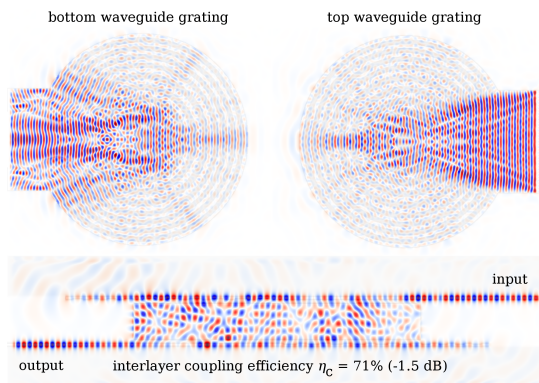 bottom waveguide grating
top waveguide grating
input
output
interlayer coupling efficiency η_C = 71% (-1.5 dB)